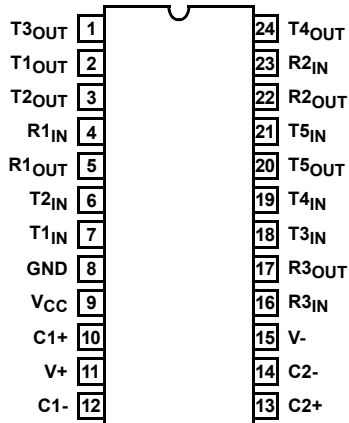 T3OUT 1 24 T4OUT
T1OUT 2 23 R2IN
T2OUT 3 22 R2OUT
R1IN 4 21 T5IN
R1OUT 5 20 T5OUT
T2IN 6 19 T4IN
T1IN 7 18 T3IN
GND 8 17 R3OUT
VCC 9 16 R3IN
C1+ 10 15 V-
V+ 11 14 C2-
C1- 12 13 C2+